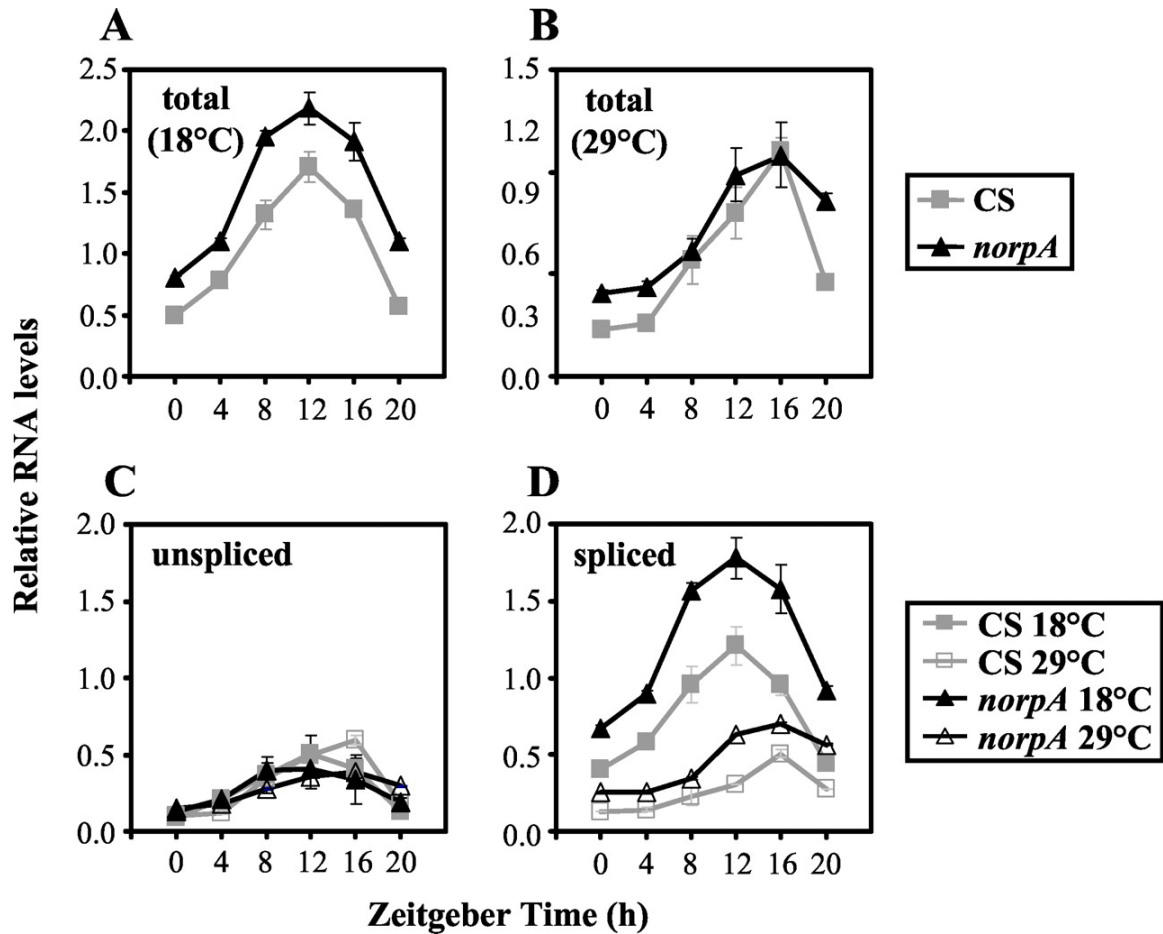 A
B
2.5
2.0
1.5
1.0
0.5
0.0
total
(18°C)
0 4 8 12 16 20
1.5
1.2
0.9
0.6
0.3
0.0
total
(29°C)
0 4 8 12 16 20
CS
norpA
Relative RNA levels
C
D
2.0
1.5
1.0
0.5
0.0
unspliced
0 4 8 12 16 20
2.0
1.5
1.0
0.5
0.0
spliced
0 4 8 12 16 20
CS 18°C
CS 29°C
norpA 18°C
norpA 29°C
Zeitgeber Time (h)